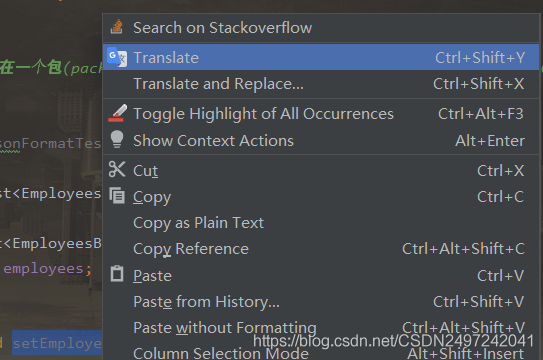 Search on Stackoverflow
Translate Ctrl+Shift+Y
在一个包(pack
Translate and Replace... Ctrl+Shift+X
Toggle Highlight of All Occurrences Ctrl+Alt+F3
sonFormatTes
Show Context Actions Alt+Enter
Cut Ctrl+X
st<Employees
Copy Ctrl+C
Copy as Plain Text
t<EmployeesB
Copy Reference Ctrl+Alt+Shift+C
employees;
Paste Ctrl+V
Paste from History... Ctrl+Shift+V
Paste without Formatting Ctrl+Alt+Shift+V
d setEmploye
https://blog.csdn.net/CSDN2497242041
Column Selection Mode Alt+Shift+Insert